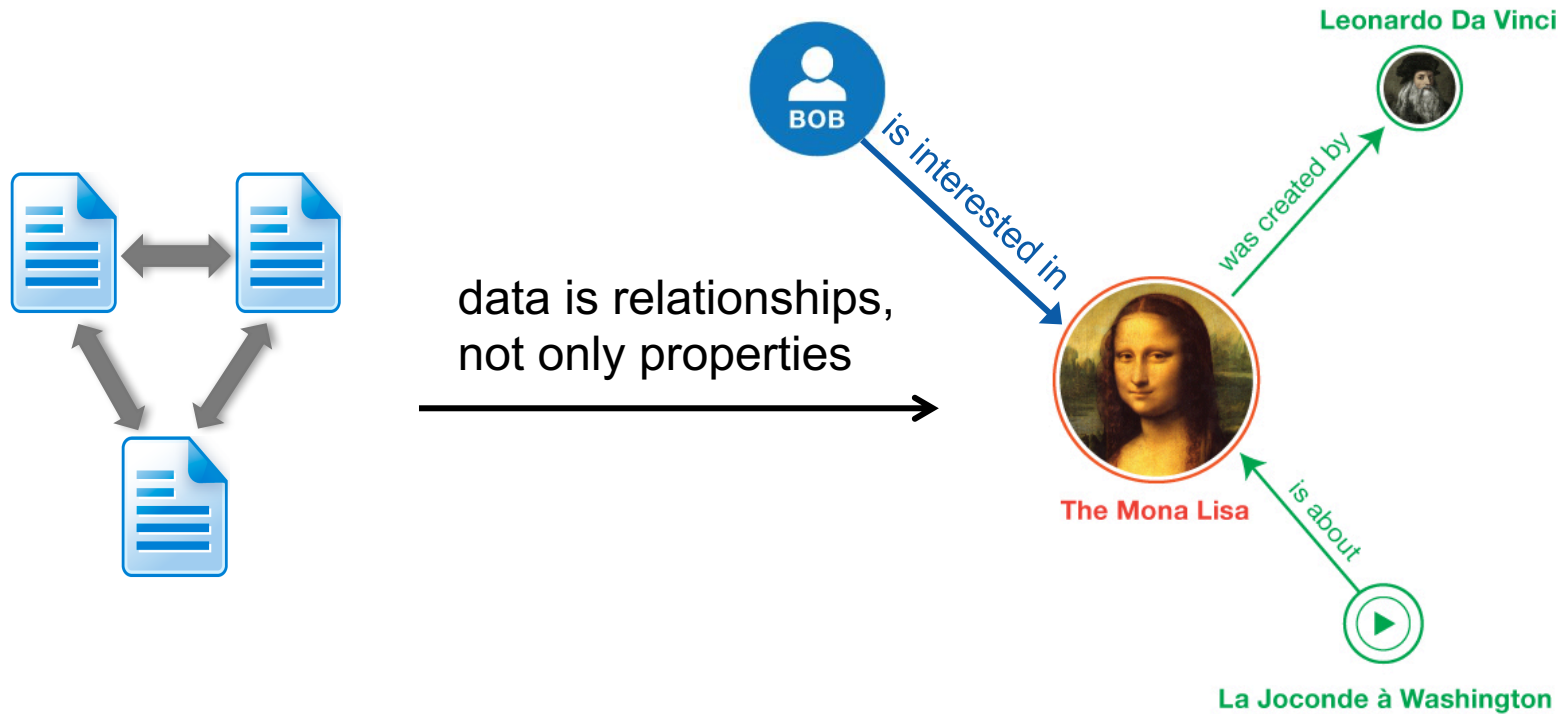 Leonardo Da Vinci
BOB
is interested in
was created by
data is relationships,
not only properties
The Mona Lisa
is about
La Joconde à Washington